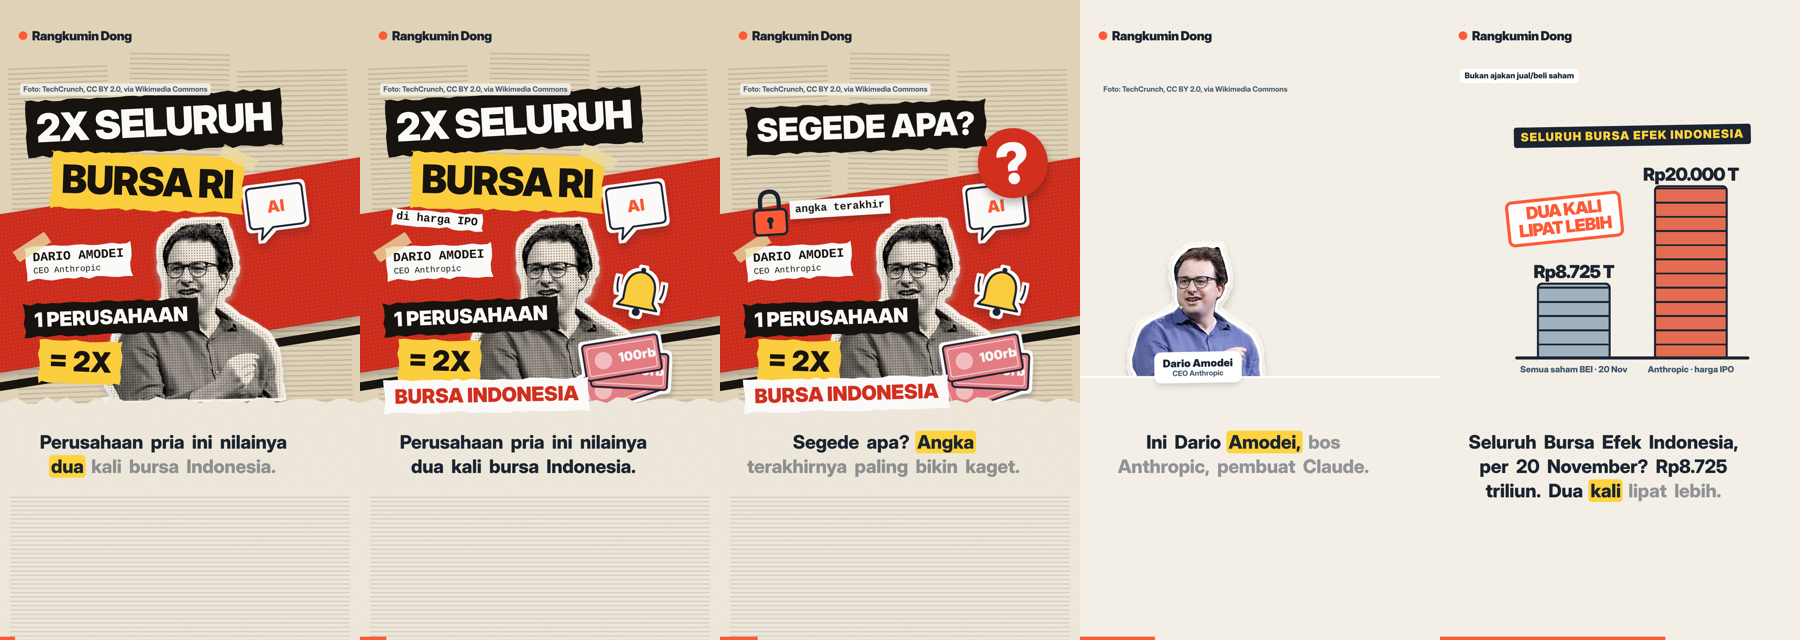 Rangkumin Dong
Foto: TechCrunch, CC BY 2.0, via Wikimedia Commons
2X SELURUH
BURSA RI
AI
DARIO AMODEI
CEO Anthropic
1 PERUSAHAAN
= 2X
Perusahaan pria ini nilainya
dua kali bursa Indonesia.
Rangkumin Dong
Foto: TechCrunch, CC BY 2.0, via Wikimedia Commons
2X SELURUH
BURSA RI
di harga IPO
AI
DARIO AMODEI
CEO Anthropic
1 PERUSAHAAN
= 2X
100rb
BURSA INDONESIA
Perusahaan pria ini nilainya
dua kali bursa Indonesia.
Rangkumin Dong
Foto: TechCrunch, CC BY 2.0, via Wikimedia Commons
SEGEDE APA?
?
angka terakhir
AI
DARIO AMODEI
CEO Anthropic
1 PERUSAHAAN
= 2X
100rb
BURSA INDONESIA
Segede apa? Angka
terakhirnya paling bikin kaget.
Rangkumin Dong
Foto: TechCrunch, CC BY 2.0, via Wikimedia Commons
Dario Amodei
CEO Anthropic
Ini Dario Amodei, bos
Anthropic, pembuat Claude.
Rangkumin Dong
Bukan ajakan jual/beli saham
SELURUH BURSA EFEK INDONESIA
Rp20.000 T
DUA KALI
LIPAT LEBIH
Rp8.725 T
Semua saham BEI · 20 Nov
Anthropic · harga IPO
Seluruh Bursa Efek Indonesia,
per 20 November? Rp8.725
triliun. Dua kali lipat lebih.